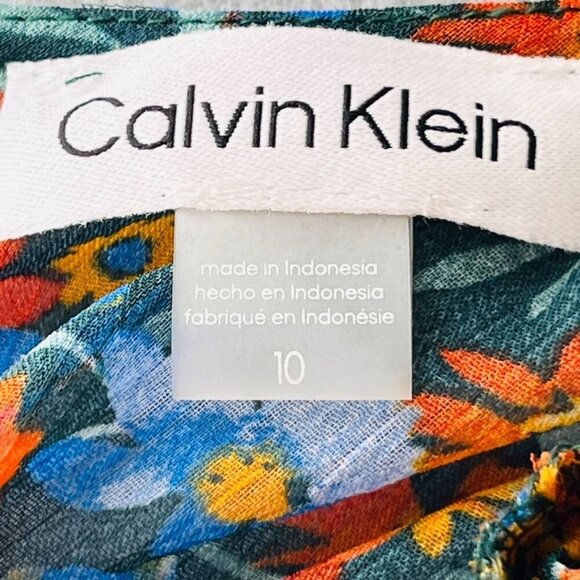 Calvin Klein
made in Indonesia
hecho en Indonesia
fabriqué en Indonésie
10